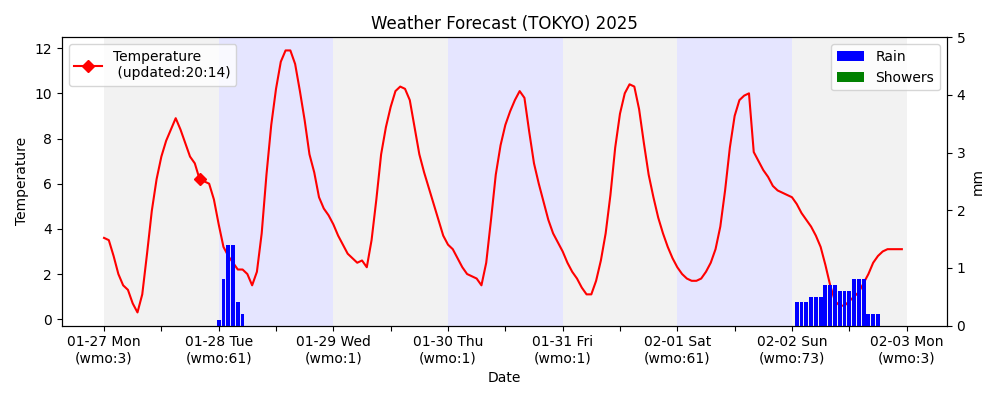 Weather Forecast (TOKYO) 2025
Temperature
(updated:20:14)
Rain
Showers
12
10
8
6
4
2
0
Temperature
5
4
3
2
1
0
mm
01-27 Mon 01-28 Tue 01-29 Wed 01-30 Thu 01-31 Fri 02-01 Sat 02-02 Sun 02-03 Mon
(wmo:3) (wmo:61) (wmo:1) (wmo:1) (wmo:1) (wmo:61) (wmo:73) (wmo:3)
Date